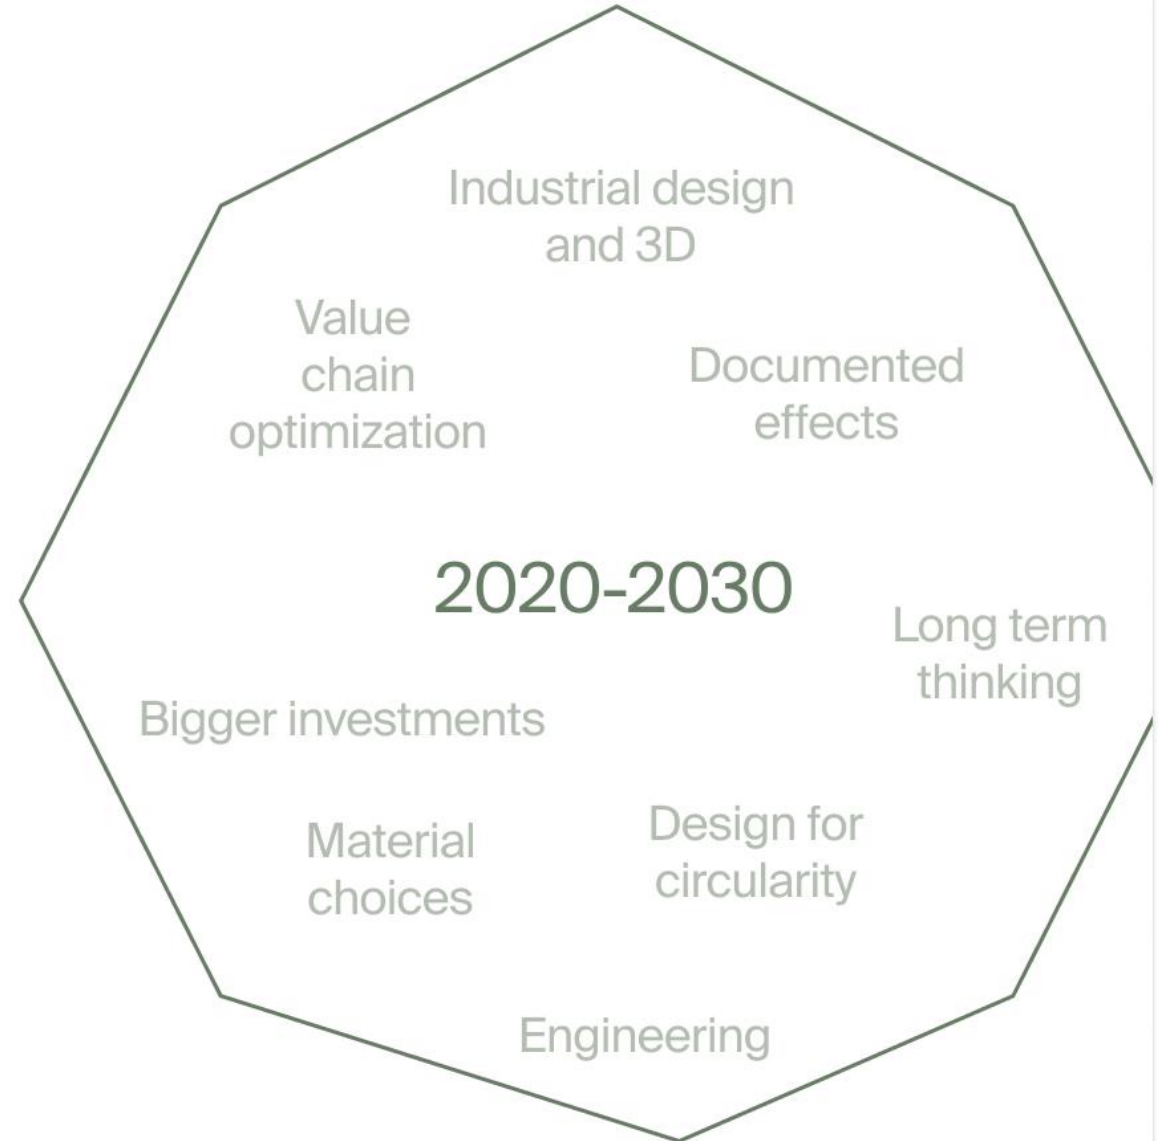 Industrial design
and 3D
Value
chain
optimization
Documented
effects
2020-2030
Long term
thinking
Bigger investments
Material
choices
Design for
circularity
Engineering